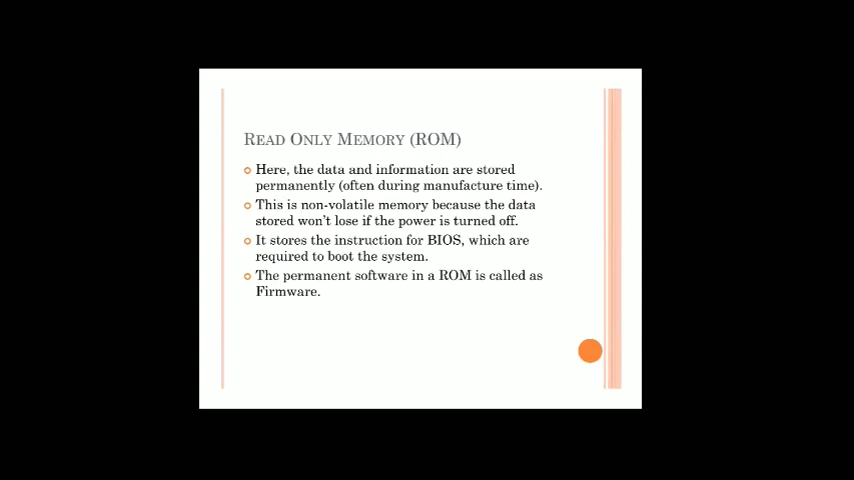 READ ONLY MEMORY (ROM)
Here, the data and information are stored
permanently (often during manufacture time).
This is non-volatile memory because the data
stored won't lose if the power is turned off.
It stores the instruction for BIOS, which are
required to boot the system.
The permanent software in a ROM is called as
Firmware.